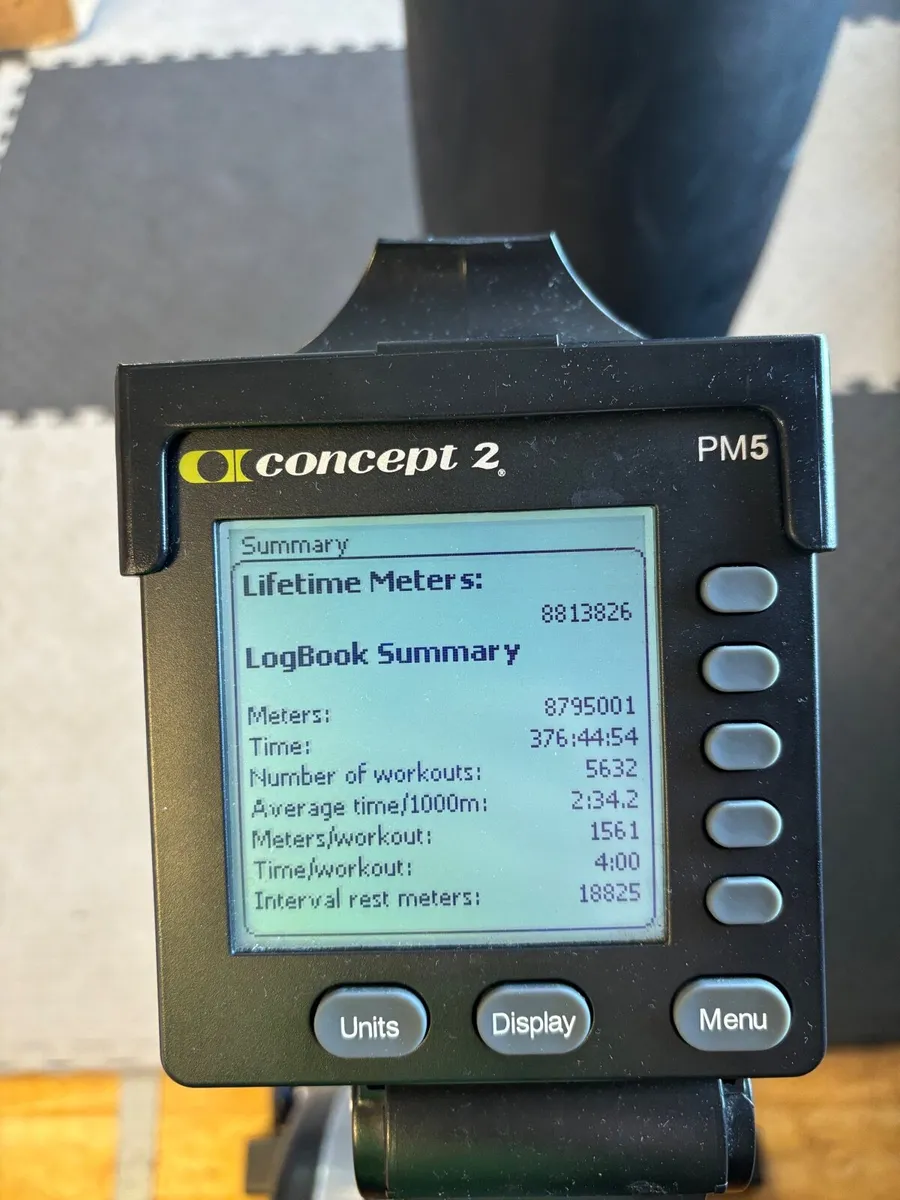 concept 2®
PM5
Summary
Lifetime Meters:
8813826
LogBook Summary
Meters: 8795001
Time: 376:44:54
Number of workouts: 5632
Average time/1000m: 2:34.2
Meters/workout: 1561
Time/workout: 4:00
Interval rest meters: 18825
Units
Display
Menu